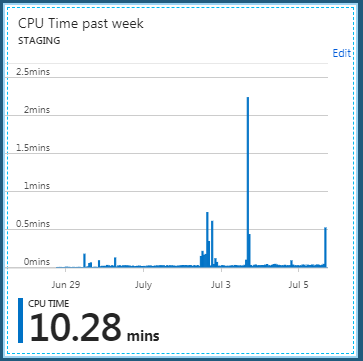 CPU Time past week
STAGING
Edit
2.5mins
2mins
1.5mins
1mins
0.5mins
0mins
Jun 29 July Jul 3 Jul 5
CPU TIME
10.28 mins